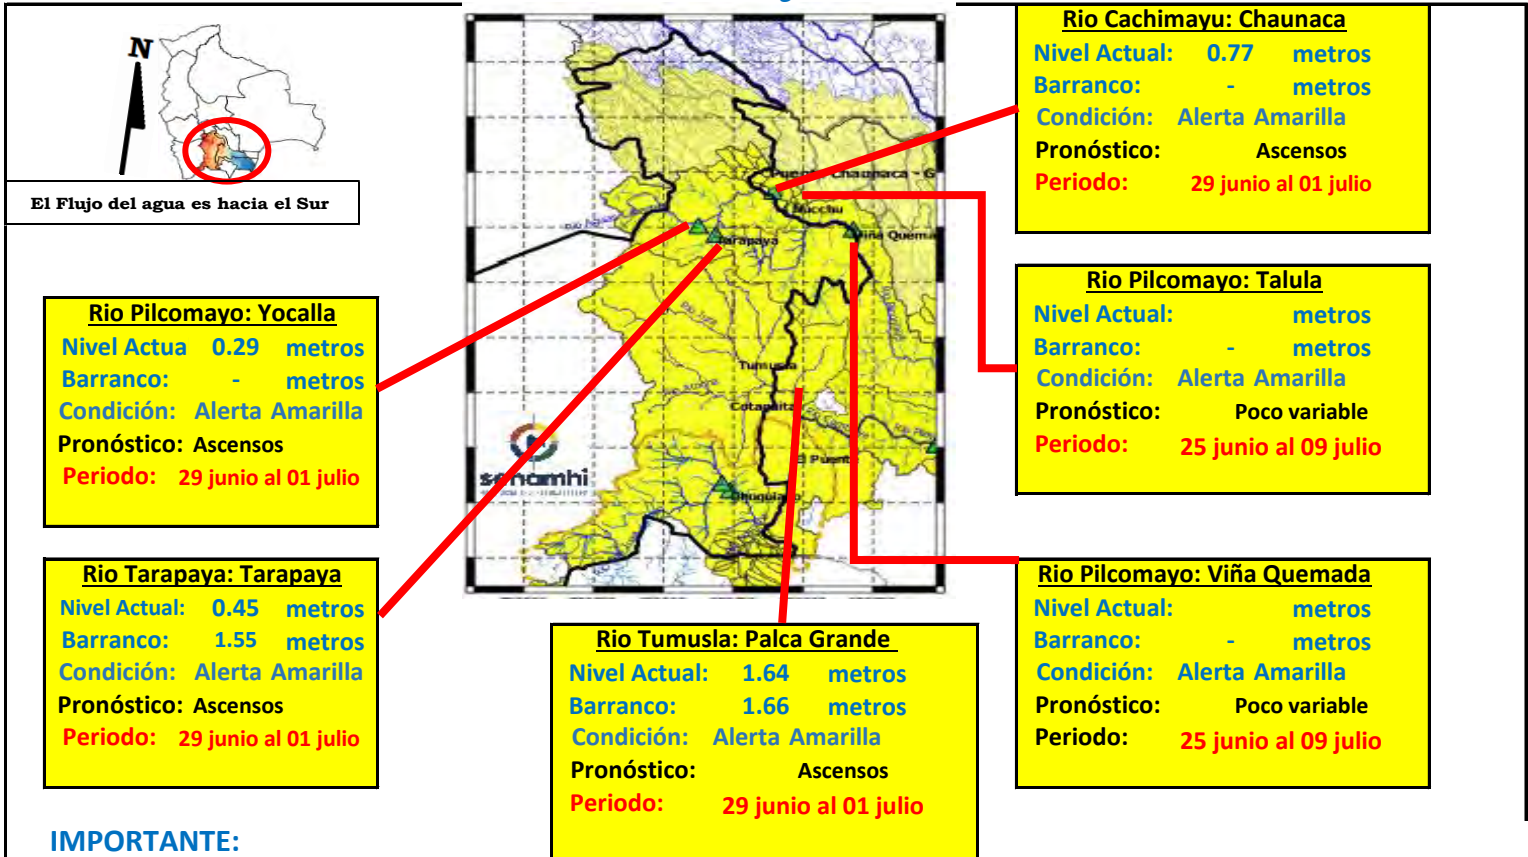 N
El Flujo del agua es hacia el Sur
Rio Cachimayu: Chaunaca
Nivel Actual: 0.77 metros
Barranco: - metros
Condición: Alerta Amarilla
Pronóstico: Ascensos
Periodo: 29 junio al 01 julio
Rio Pilcomayo: Talula
Nivel Actual: metros
Barranco: - metros
Condición: Alerta Amarilla
Pronóstico: Poco variable
Periodo: 25 junio al 09 julio
Rio Pilcomayo: Yocalla
Nivel Actua 0.29 metros
Barranco: - metros
Condición: Alerta Amarilla
Pronóstico: Ascensos
Periodo: 29 junio al 01 julio
Rio Tarapaya: Tarapaya
Nivel Actual: 0.45 metros
Barranco: 1.55 metros
Condición: Alerta Amarilla
Pronóstico: Ascensos
Periodo: 29 junio al 01 julio
Rio Tumusla: Palca Grande
Nivel Actual: 1.64 metros
Barranco: 1.66 metros
Condición: Alerta Amarilla
Pronóstico: Ascensos
Periodo: 29 junio al 01 julio
Rio Pilcomayo: Viña Quemada
Nivel Actual: metros
Barranco: - metros
Condición: Alerta Amarilla
Pronóstico: Poco variable
Periodo: 25 junio al 09 julio
Puente Chaunaca - G
Ñucchu
Viña Quema
Tarapaya
Tumusla
Cotagaita
El Puente
Chuquiago
senamhi
IMPORTANTE: